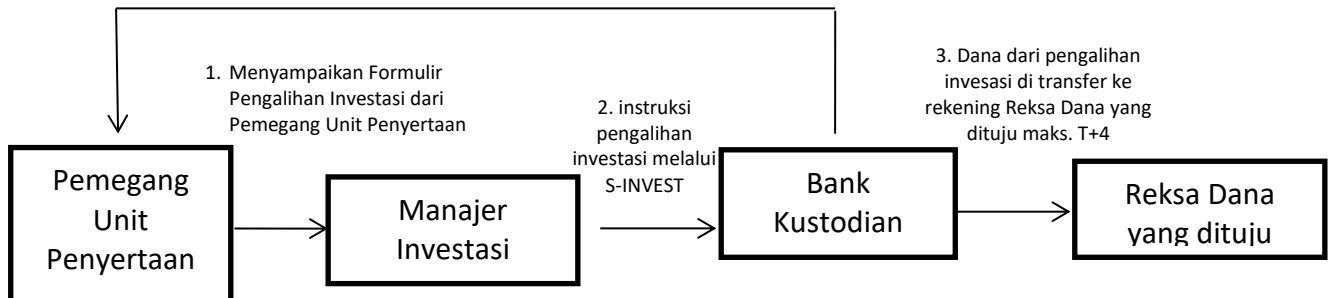 1. Menyampaikan Formulir
Pengalihan Investasi dari
Pemegang Unit Penyertaan
2. instruksi
pengalihan
investasi melalui
S-INVEST
3. Dana dari pengalihan
invesasi di transfer ke
rekening Reksa Dana yang
dituju maks. T+4
Pemegang
Unit
Penyertaan
Manajer
Investasi
Bank
Kustodian
Reksa Dana
yang dituju